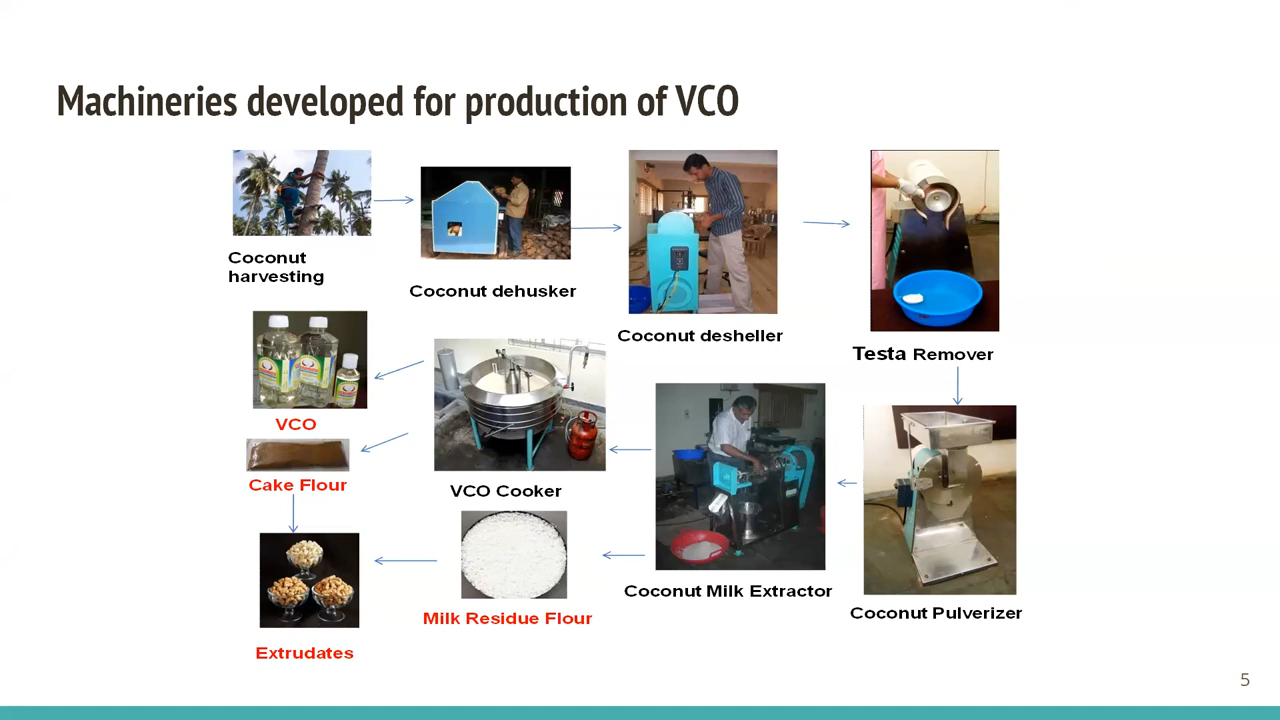 Machineries developed for production of VCO
Coconut
harvesting
Coconut dehusker
Coconut desheller
Testa Remover
VCO
Cake Flour
VCO Cooker
Coconut Milk Extractor
Coconut Pulverizer
Milk Residue Flour
Extrudates
5